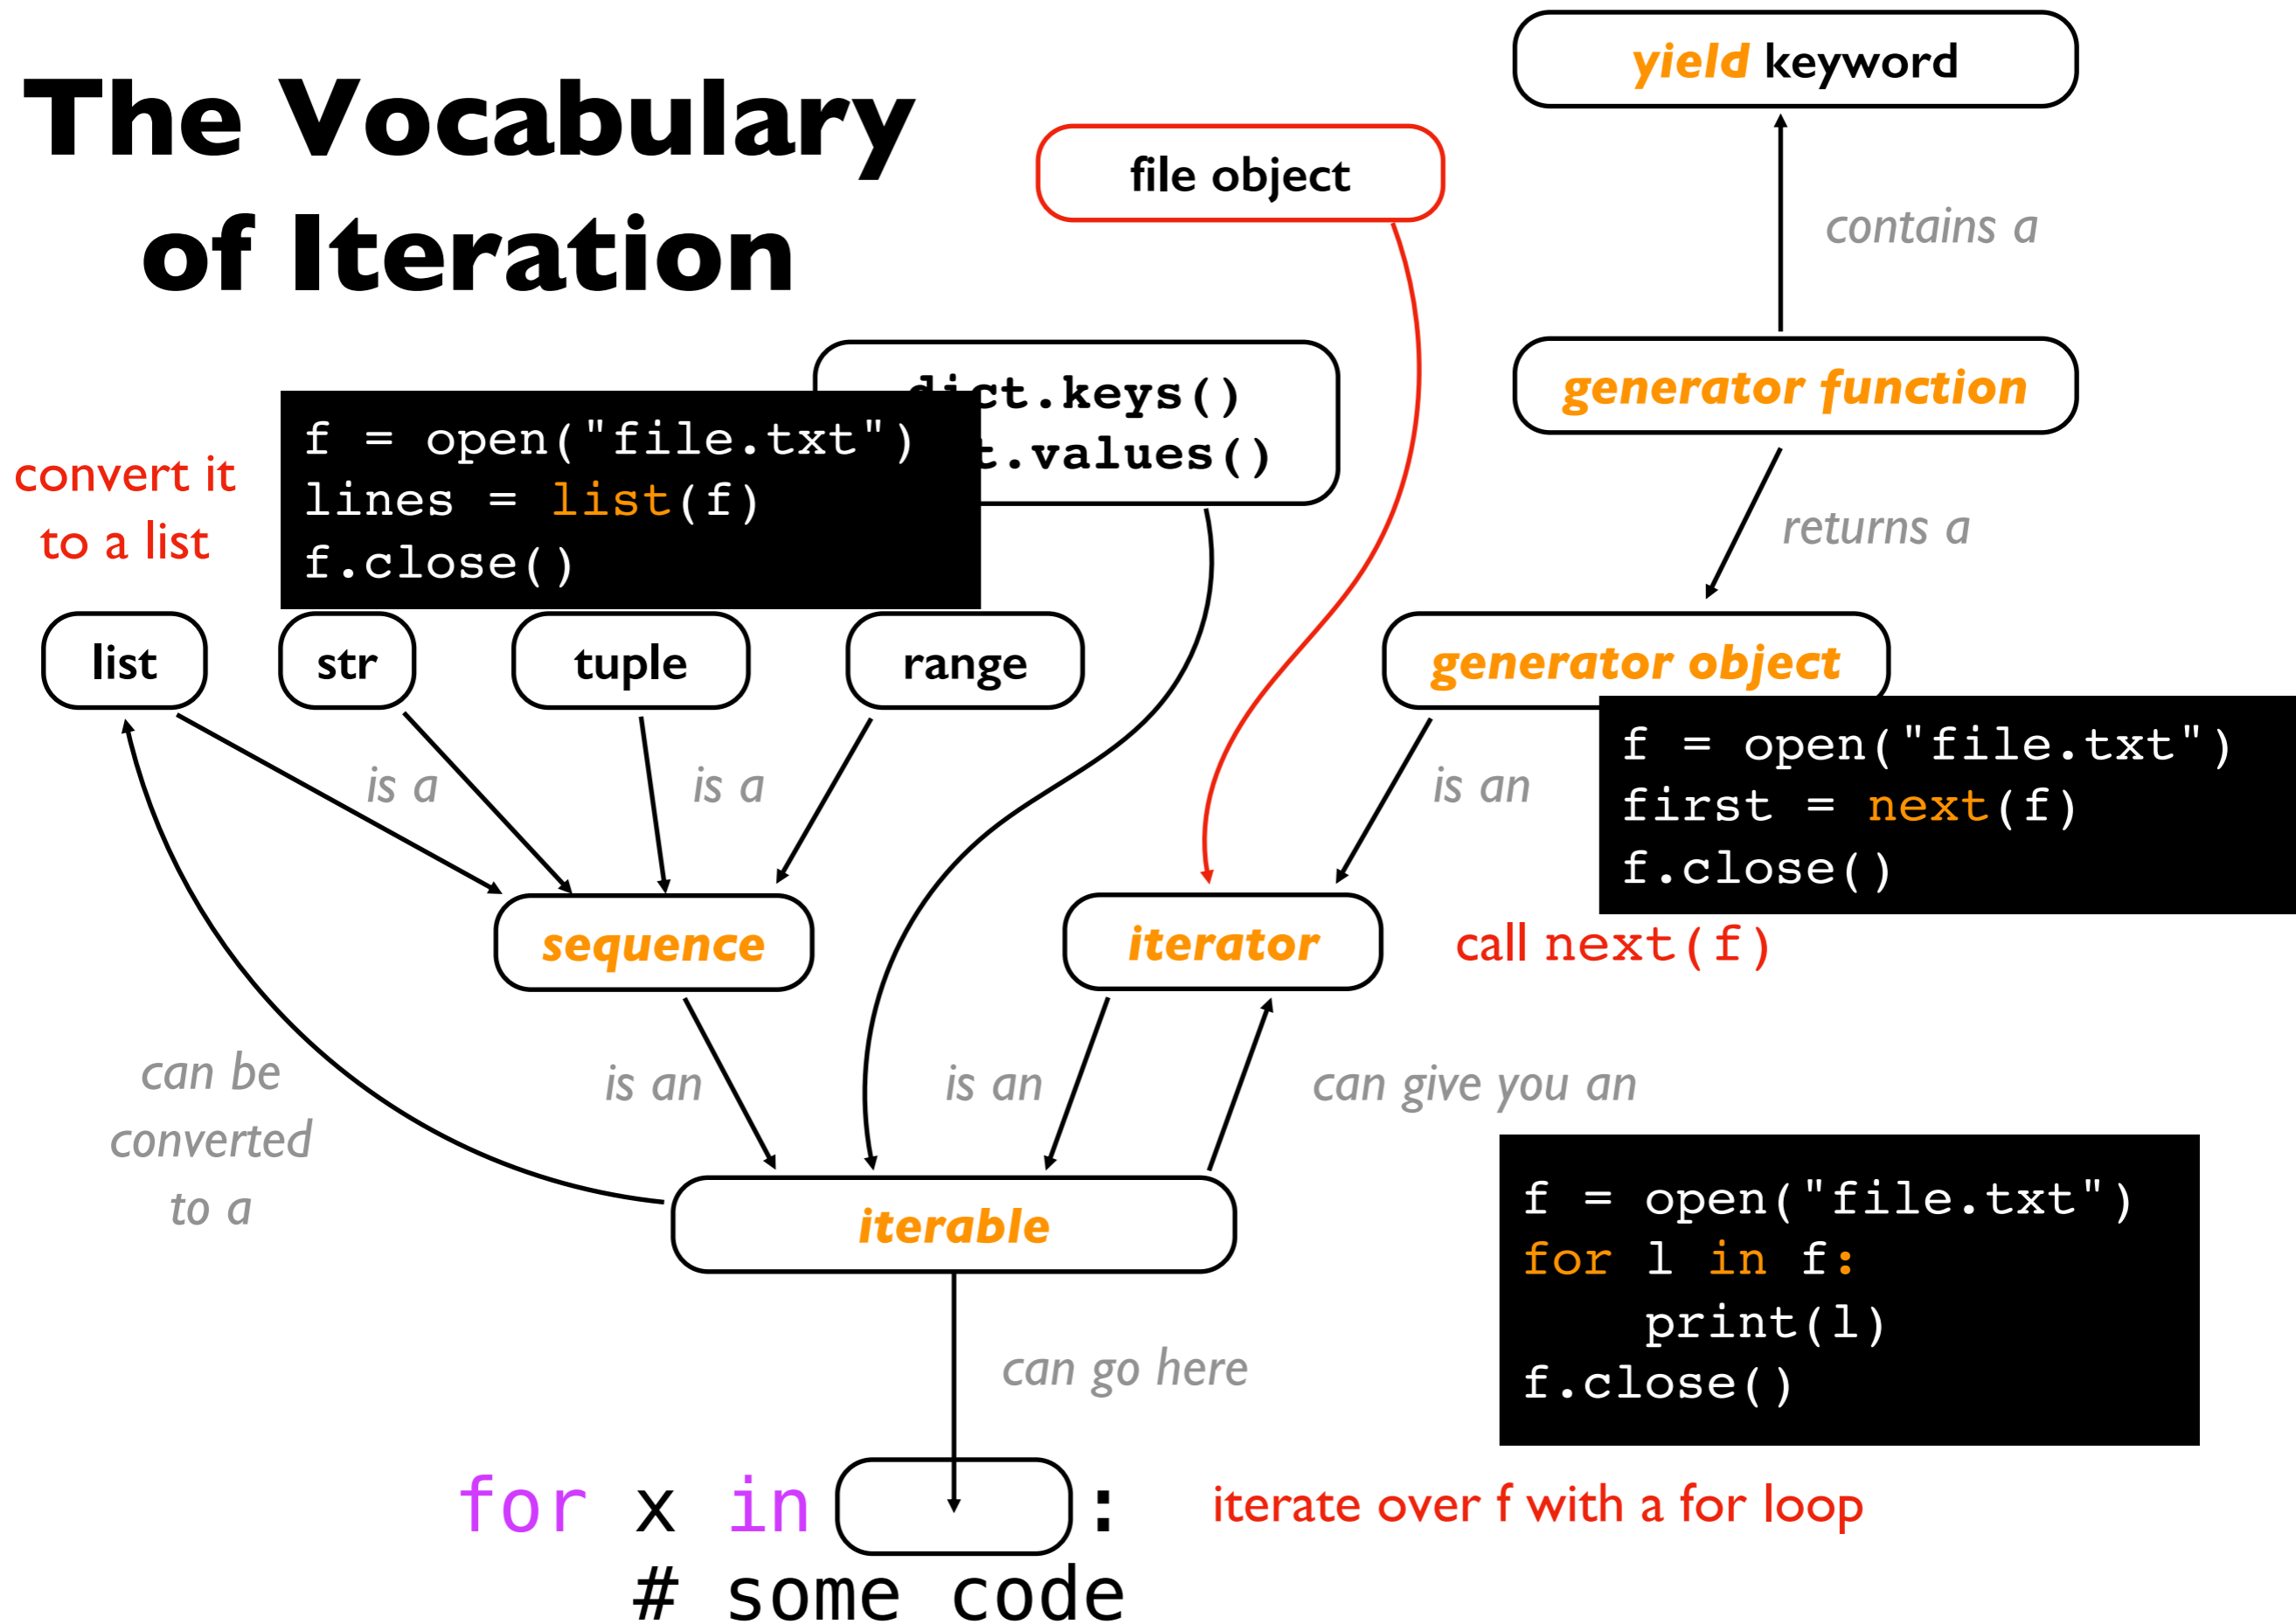 The Vocabulary
of Iteration
yield keyword
file object
contains a
dict.keys()
.values()
generator function
f = open("file.txt")
lines = list(f)
f.close()
convert it
to a list
returns a
list
str
tuple
range
generator object
f = open("file.txt")
first = next(f)
f.close()
is a
is a
is an
sequence
iterator
call next(f)
can be
converted
to a
is an
is an
can give you an
iterable
f = open("file.txt")
for l in f:
    print(l)
f.close()
can go here
for x in :
iterate over f with a for loop
# some code